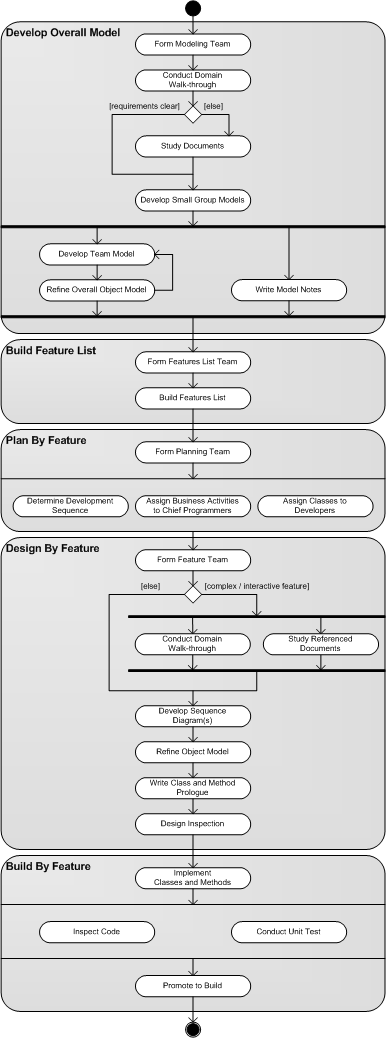 Develop Overall Model
Form Modeling Team
Conduct Domain
Walk-through
[requirements clear]
[else]
Study Documents
Develop Small Group Models
Develop Team Model
Refine Overall Object Model
Write Model Notes
Build Feature List
Form Features List Team
Build Features List
Plan By Feature
Form Planning Team
Determine Development
Sequence
Assign Business Activities
to Chief Programmers
Assign Classes to
Developers
Design By Feature
Form Feature Team
[else]
[complex / interactive feature]
Conduct Domain
Walk-through
Study Referenced
Documents
Develop Sequence
Diagram(s)
Refine Object Model
Write Class and Method
Prologue
Design Inspection
Build By Feature
Implement
Classes and Methods
Inspect Code
Conduct Unit Test
Promote to Build